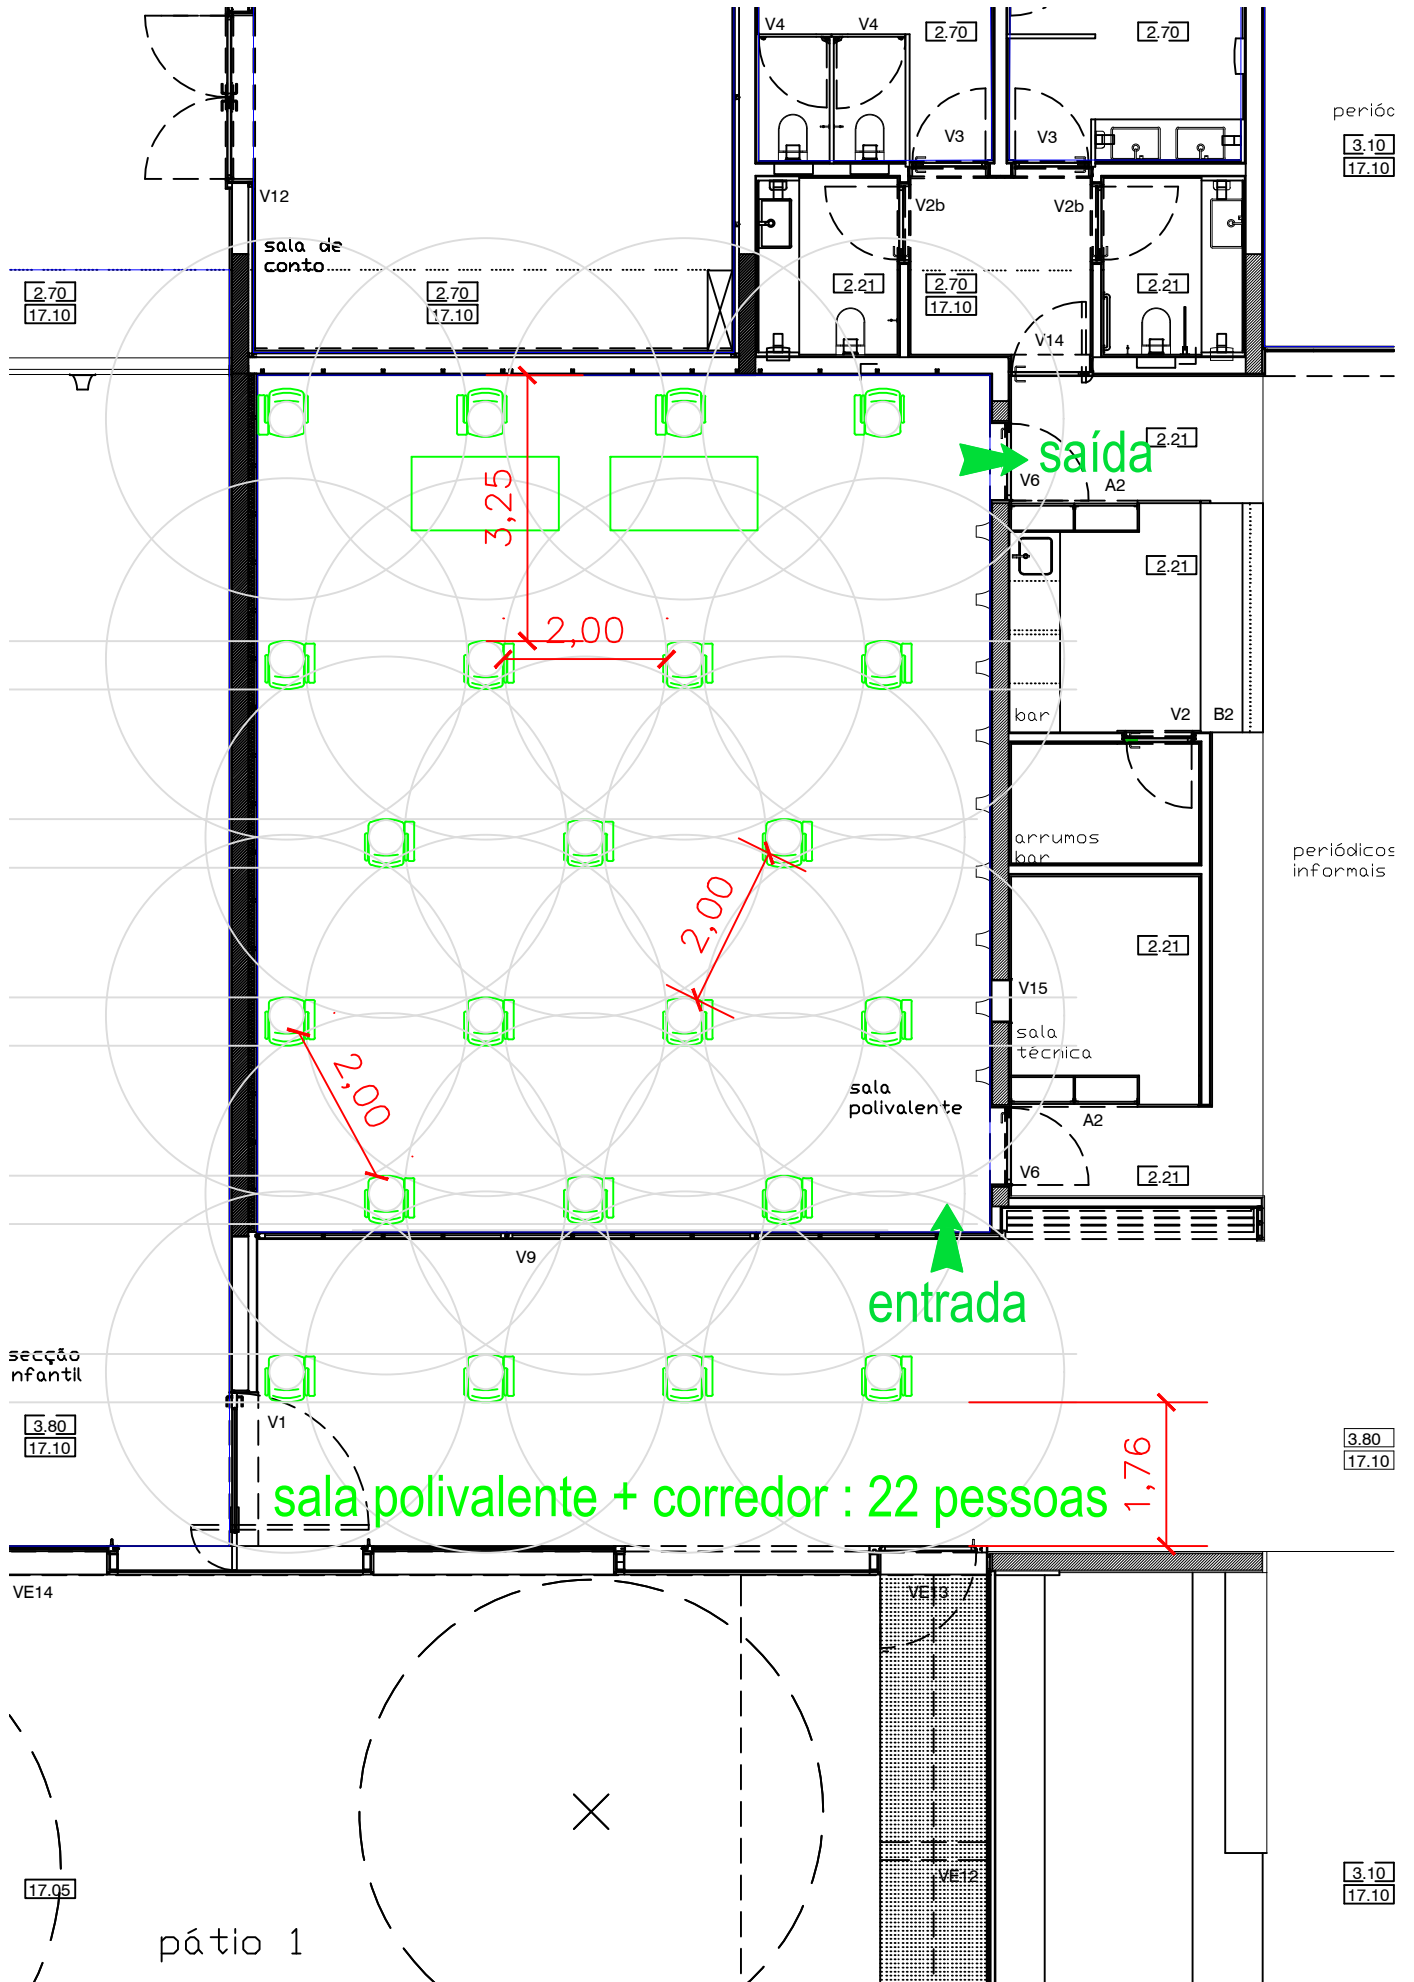 V4
V4
2.70
2.70
V3
V3
3.10
17.10
V12
V2b
V2b
sala de
conto
2.70
17.10
2.70
17.10
2.21
2.70
17.10
2.21
V14
saída
2.21
V6
A2
3,25
2.21
2,00
bar
V2
B2
arrumos
bar
periódicos
informais
2,00
2.21
V15
sala
técnica
2,00
sala
polivalente
A2
V6
2.21
V9
entrada
secção
nfantil
V1
3.80
17.10
3.80
17.10
1,76
sala polivalente + corredor : 22 pessoas
VE14
VE13
VE12
17.05
3.10
17.10
pátio 1